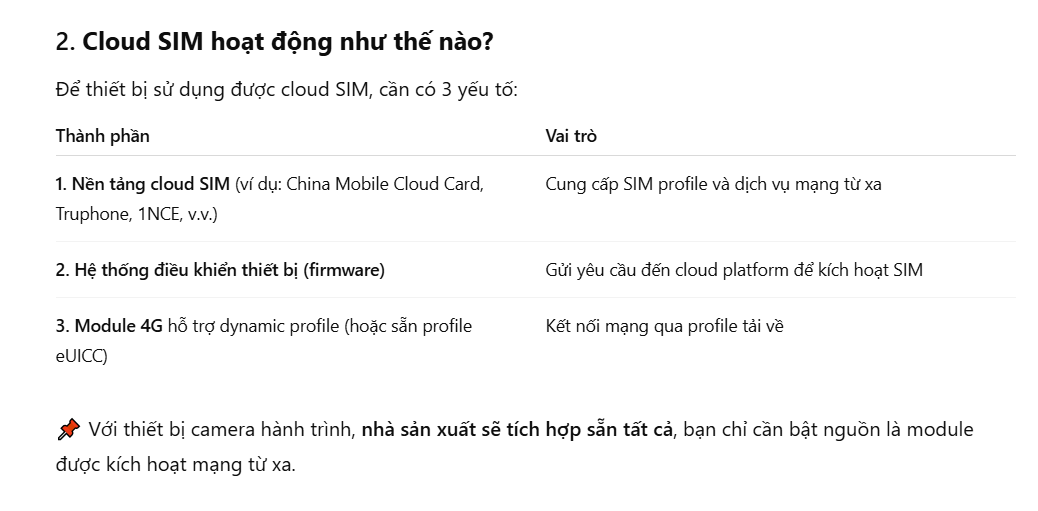 2. Cloud SIM hoạt động như thế nào?
Để thiết bị sử dụng được cloud SIM, cần có 3 yếu tố:
Thành phần
Vai trò
1. Nền tảng cloud SIM (ví dụ: China Mobile Cloud Card,
Truphone, 1NCE, v.v.)
Cung cấp SIM profile và dịch vụ mạng từ xa
2. Hệ thống điều khiển thiết bị (firmware)
Gửi yêu cầu đến cloud platform để kích hoạt SIM
3. Module 4G hỗ trợ dynamic profile (hoặc sẵn profile
eUICC)
Kết nối mạng qua profile tải về
📌 Với thiết bị camera hành trình, nhà sản xuất sẽ tích hợp sẵn tất cả, bạn chỉ cần bật nguồn là module
được kích hoạt mạng từ xa.